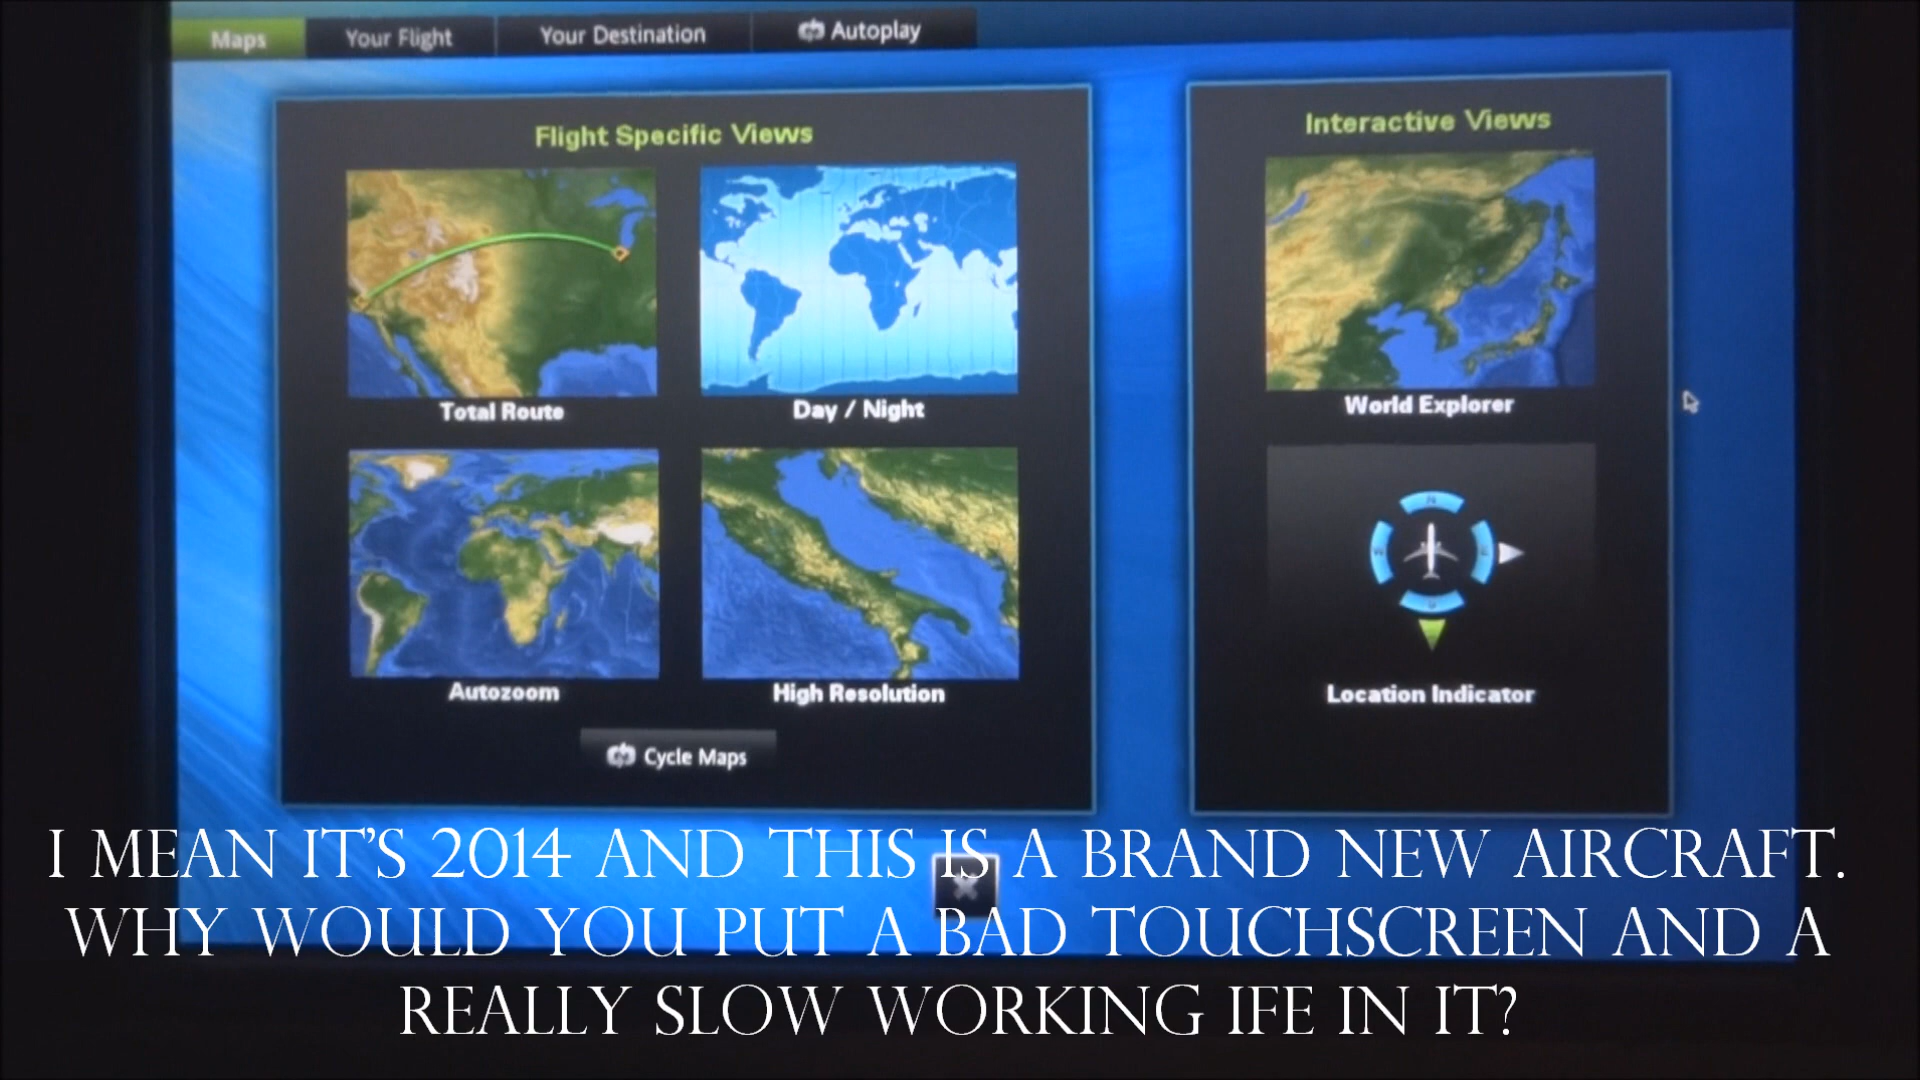 Maps
Your Flight
Your Destination
Autoplay
Flight Specific Views
Total Route
Day / Night
Autozoom
High Resolution
Cycle Maps
Interactive Views
World Explorer
N
W
E
S
Location Indicator
I MEAN IT'S 2014 AND THIS IS A BRAND NEW AIRCRAFT.
WHY WOULD YOU PUT A BAD TOUCHSCREEN AND A
REALLY SLOW WORKING IFE IN IT?